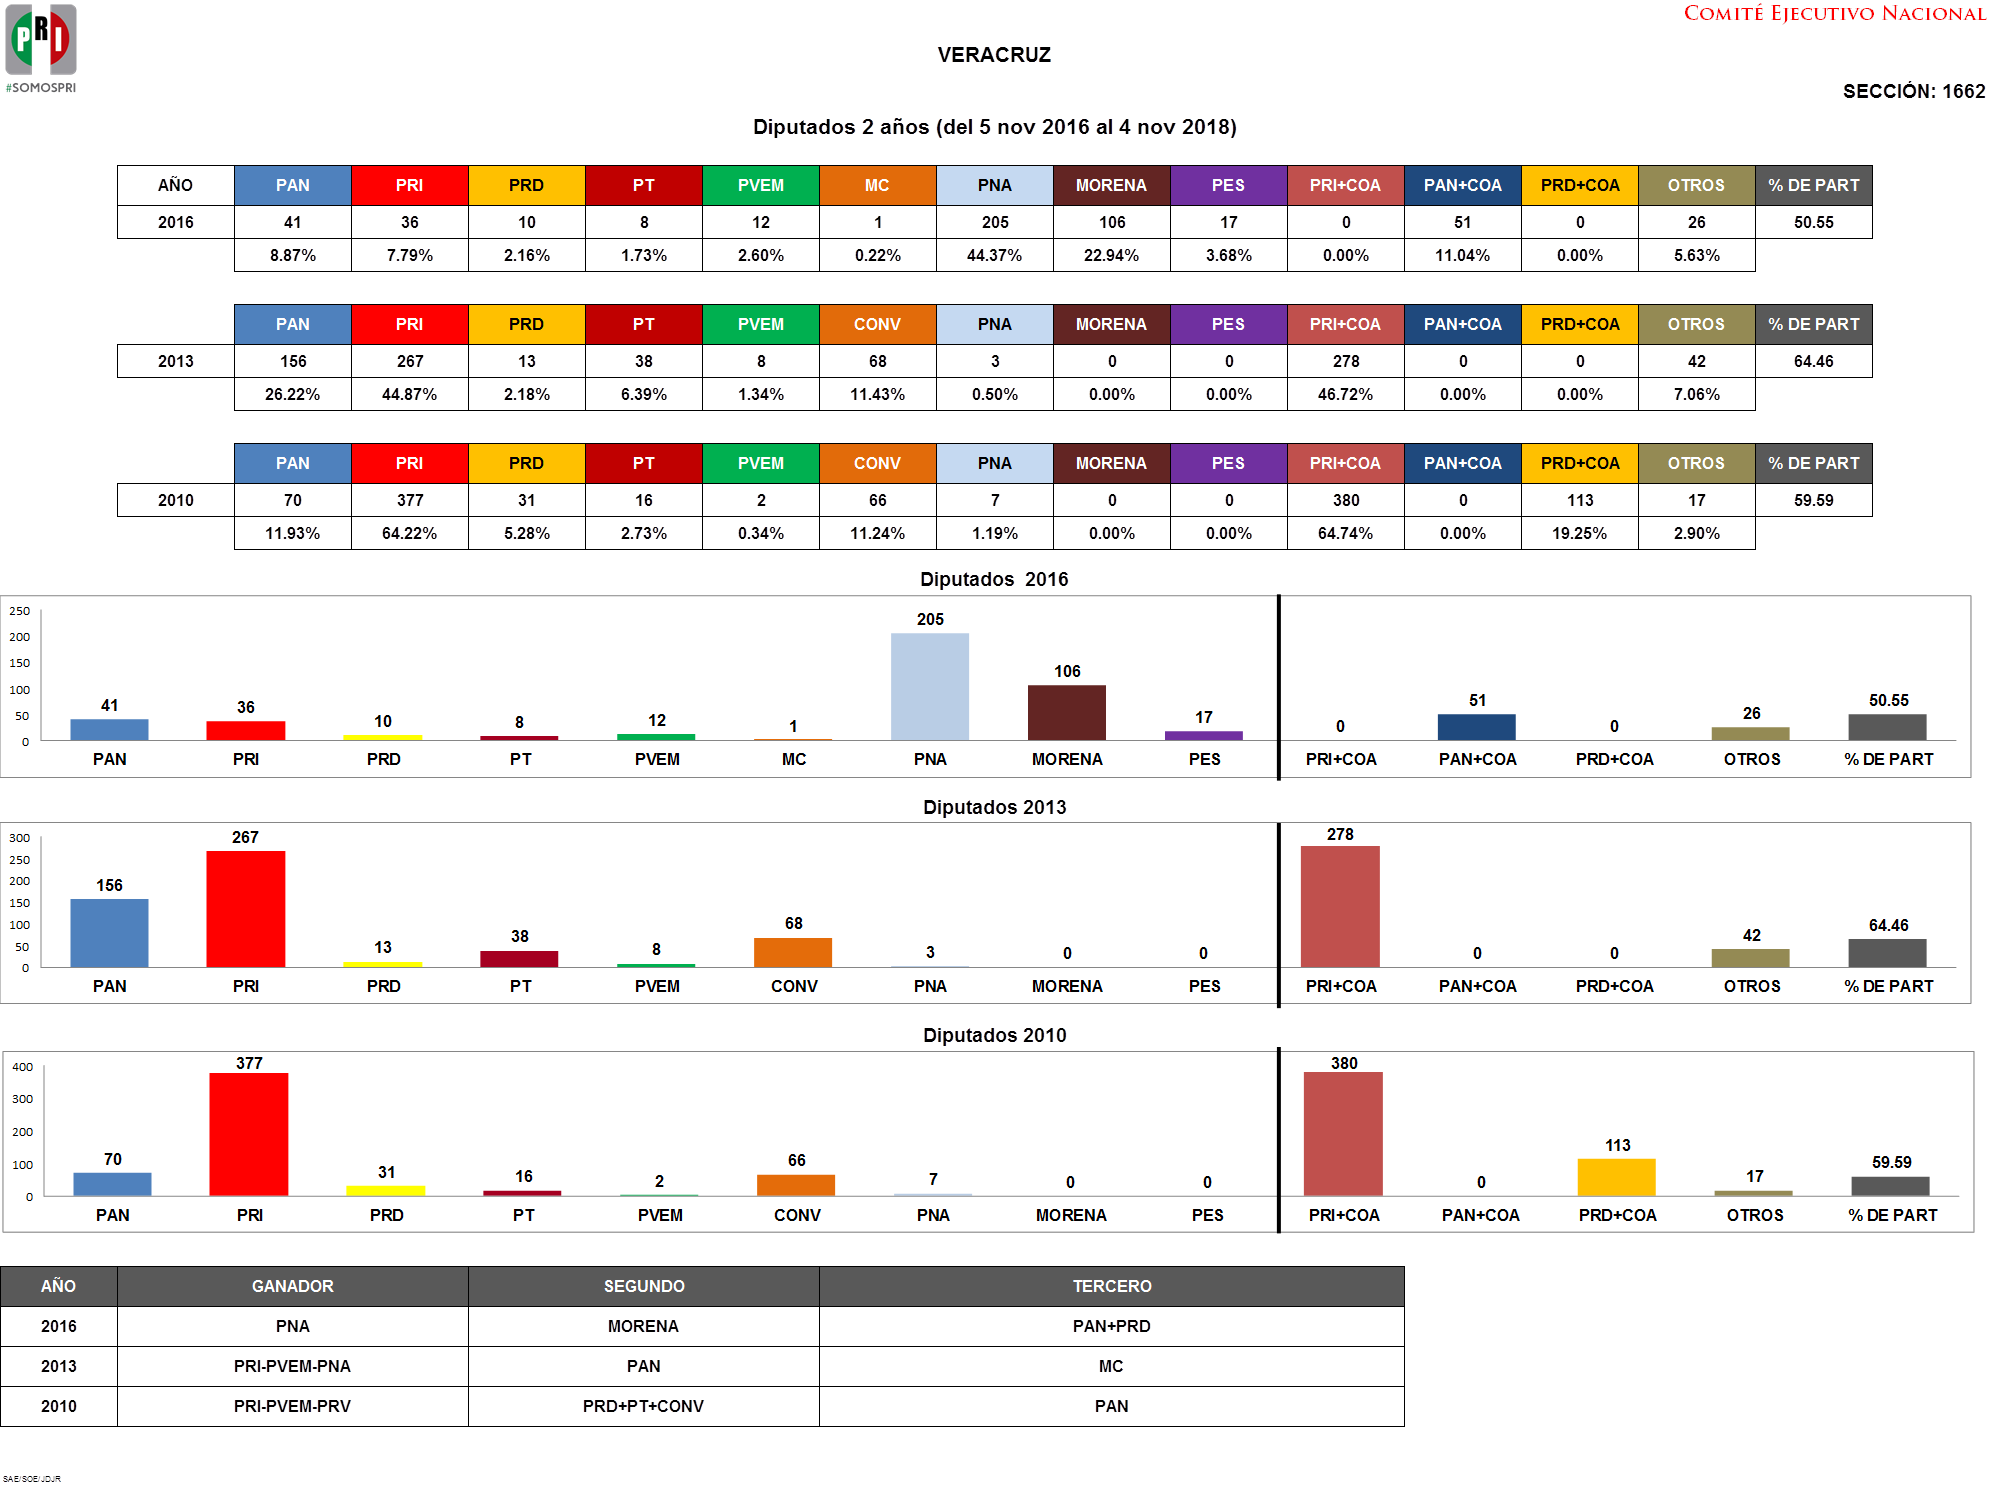 PRI
#SOMOSPRI
COMITÉ EJECUTIVO NACIONAL
VERACRUZ
SECCIÓN: 1662
Diputados 2 años (del 5 nov 2016 al 4 nov 2018)
AÑO PAN PRI PRD PT PVEM MC PNA MORENA PES PRI+COA PAN+COA PRD+COA OTROS % DE PART
2016 41 36 10 8 12 1 205 106 17 0 51 0 26 50.55
8.87% 7.79% 2.16% 1.73% 2.60% 0.22% 44.37% 22.94% 3.68% 0.00% 11.04% 0.00% 5.63%
PAN PRI PRD PT PVEM CONV PNA MORENA PES PRI+COA PAN+COA PRD+COA OTROS % DE PART
2013 156 267 13 38 8 68 3 0 0 278 0 0 42 64.46
26.22% 44.87% 2.18% 6.39% 1.34% 11.43% 0.50% 0.00% 0.00% 46.72% 0.00% 0.00% 7.06%
PAN PRI PRD PT PVEM CONV PNA MORENA PES PRI+COA PAN+COA PRD+COA OTROS % DE PART
2010 70 377 31 16 2 66 7 0 0 380 0 113 17 59.59
11.93% 64.22% 5.28% 2.73% 0.34% 11.24% 1.19% 0.00% 0.00% 64.74% 0.00% 19.25% 2.90%
Diputados 2016
250
200
150
100
50
0
41 36 10 8 12 1 205 106 17 0 51 0 26 50.55
PAN PRI PRD PT PVEM MC PNA MORENA PES PRI+COA PAN+COA PRD+COA OTROS % DE PART
Diputados 2013
300
250
200
150
100
50
0
156 267 13 38 8 68 3 0 0 278 0 0 42 64.46
PAN PRI PRD PT PVEM CONV PNA MORENA PES PRI+COA PAN+COA PRD+COA OTROS % DE PART
Diputados 2010
400
300
200
100
0
70 377 31 16 2 66 7 0 0 380 0 113 17 59.59
PAN PRI PRD PT PVEM CONV PNA MORENA PES PRI+COA PAN+COA PRD+COA OTROS % DE PART
AÑO GANADOR SEGUNDO TERCERO
2016 PNA MORENA PAN+PRD
2013 PRI-PVEM-PNA PAN MC
2010 PRI-PVEM-PRV PRD+PT+CONV PAN
SAE/SOE/JDJR